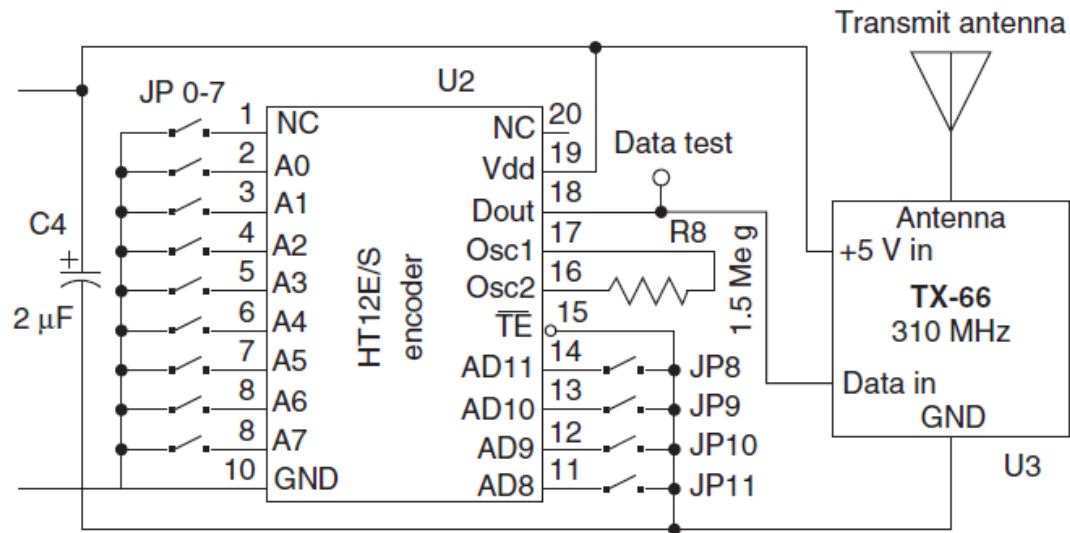 Transmit antenna
U2
JP 0-7
1 NC
NC 20
2 A0
Vdd 19
Data test
3 A1
Dout 18
C4
4 A2
Osc1 17
R8
+
5 A3
Osc2 16
1.5 Me g
2 µF
6 A4
TE 15
7 A5
AD11 14
JP8
8 A6
AD10 13
JP9
8 A7
AD9 12
JP10
10 GND
AD8 11
JP11
HT12E/S
encoder
Antenna
+5 V in
TX-66
310 MHz
Data in
GND
U3